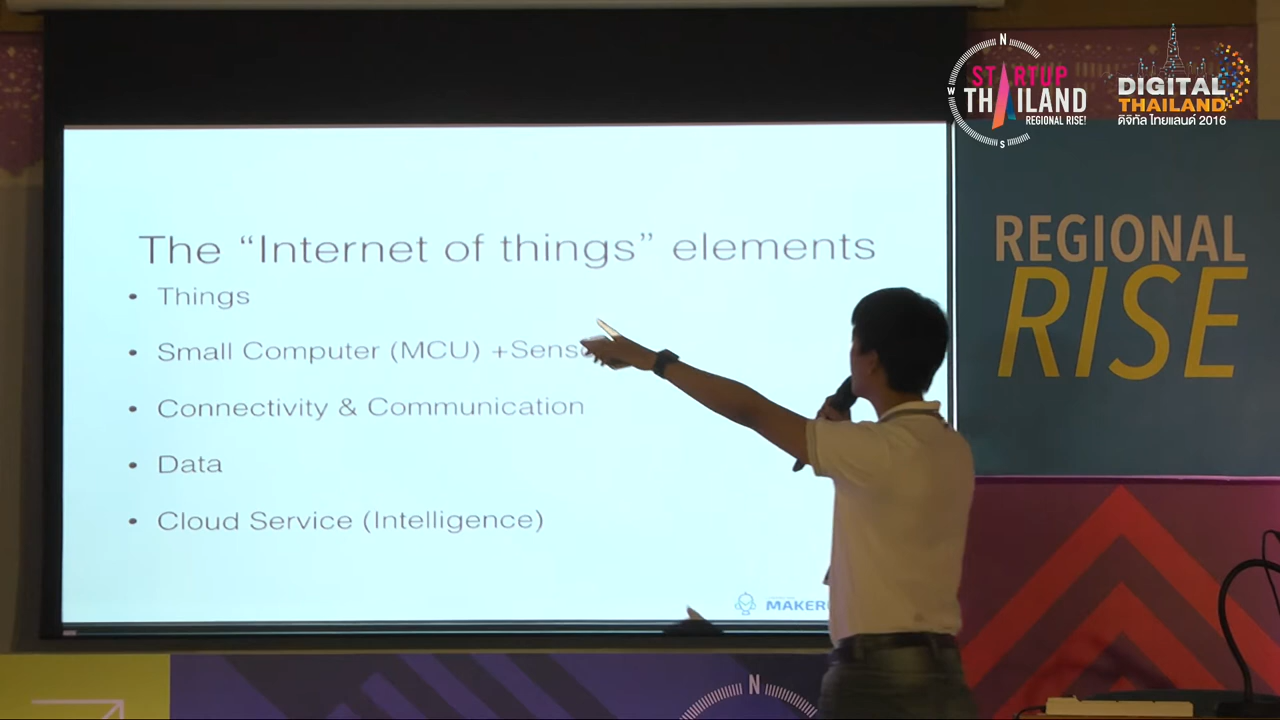 N
STARTUP
W
THAILAND
REGIONAL RISE!
S
DIGITAL
THAILAND
ดิจิทัล ไทยแลนด์ 2016
The “Internet of things” elements
• Things
• Small Computer (MCU) +Sens
• Connectivity & Communication
• Data
• Cloud Service (Intelligence)
MAKER
REGIONAL
RISE
N